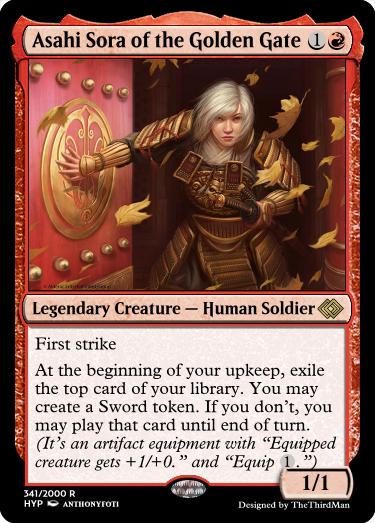 Asahi Sora of the Golden Gate 1
Legendary Creature — Human Soldier
First strike
At the beginning of your upkeep, exile
the top card of your library. You may
create a Sword token. If you don't, you
may play that card until end of turn.
(It's an artifact equipment with “Equipped
creature gets +1/+0.” and “Equip 1.”)
1/1
341/2000 R
HYP ANTHONYFOTI
Designed by TheThirdMan